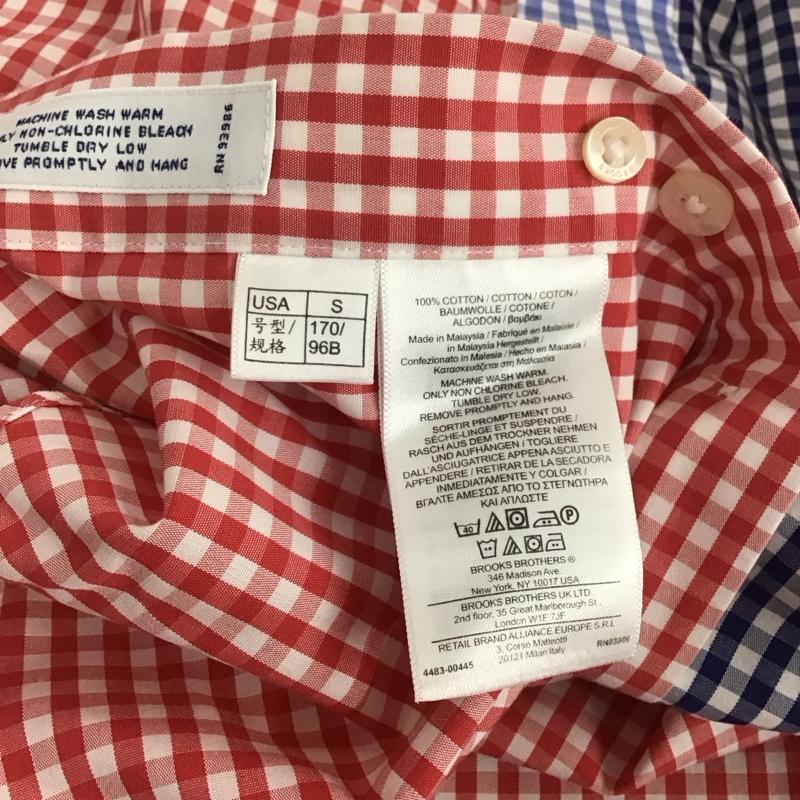 MACHINE WASH WARM
NON-CHLORINE BLEACH
TUMBLE DRY LOW
PROMPTLY AND HANG
RN 93986
USA S
号型/ 170/
规格 96B
100% COTTON / COTTON / COTON /
BAUMWOLLE / COTONE /
ALGODON / βαμβάκι
Made in Malaysia / Fabriqué en Malaisie /
in Malaysia Hergestellt /
Confezionato in Malesia / Hecho en Malasia /
Κατασκευάζεται στη Μαλαισία
MACHINE WASH WARM.
ONLY NON CHLORINE BLEACH.
TUMBLE DRY LOW.
REMOVE PROMPTLY AND HANG.
SORTIR PROMPTEMENT DU
SÈCHE-LINGE ET SUSPENDRE /
RASCH AUS DEM TROCKNER NEHMEN
UND AUFHÄNGEN / TOGLIERE
DALL'ASCIUGATRICE APPENA ASCIUTTO E
APPENDERE / RETIRAR DE LA SECADORA
INMEDIATAMENTE Y COLGAR /
ΒΓΑΛΤΕ ΑΜΕΣΩΣ ΑΠΟ ΤΟ ΣΤΕΓΝΩΤΗΡΑ
ΚΑΙ ΑΠΛΩΣΤΕ
40 P
BROOKS BROTHERS ®
346 Madison Ave.
New York, NY 10017 USA
BROOKS BROTHERS UK LTD.
2nd floor, 35 Great Marlborough St.,
London W1F 7JF
RETAIL BRAND ALLIANCE EUROPE S.R.L
3, Corso Matteotti
20121 Milan Italy
RN93986
4483-00445